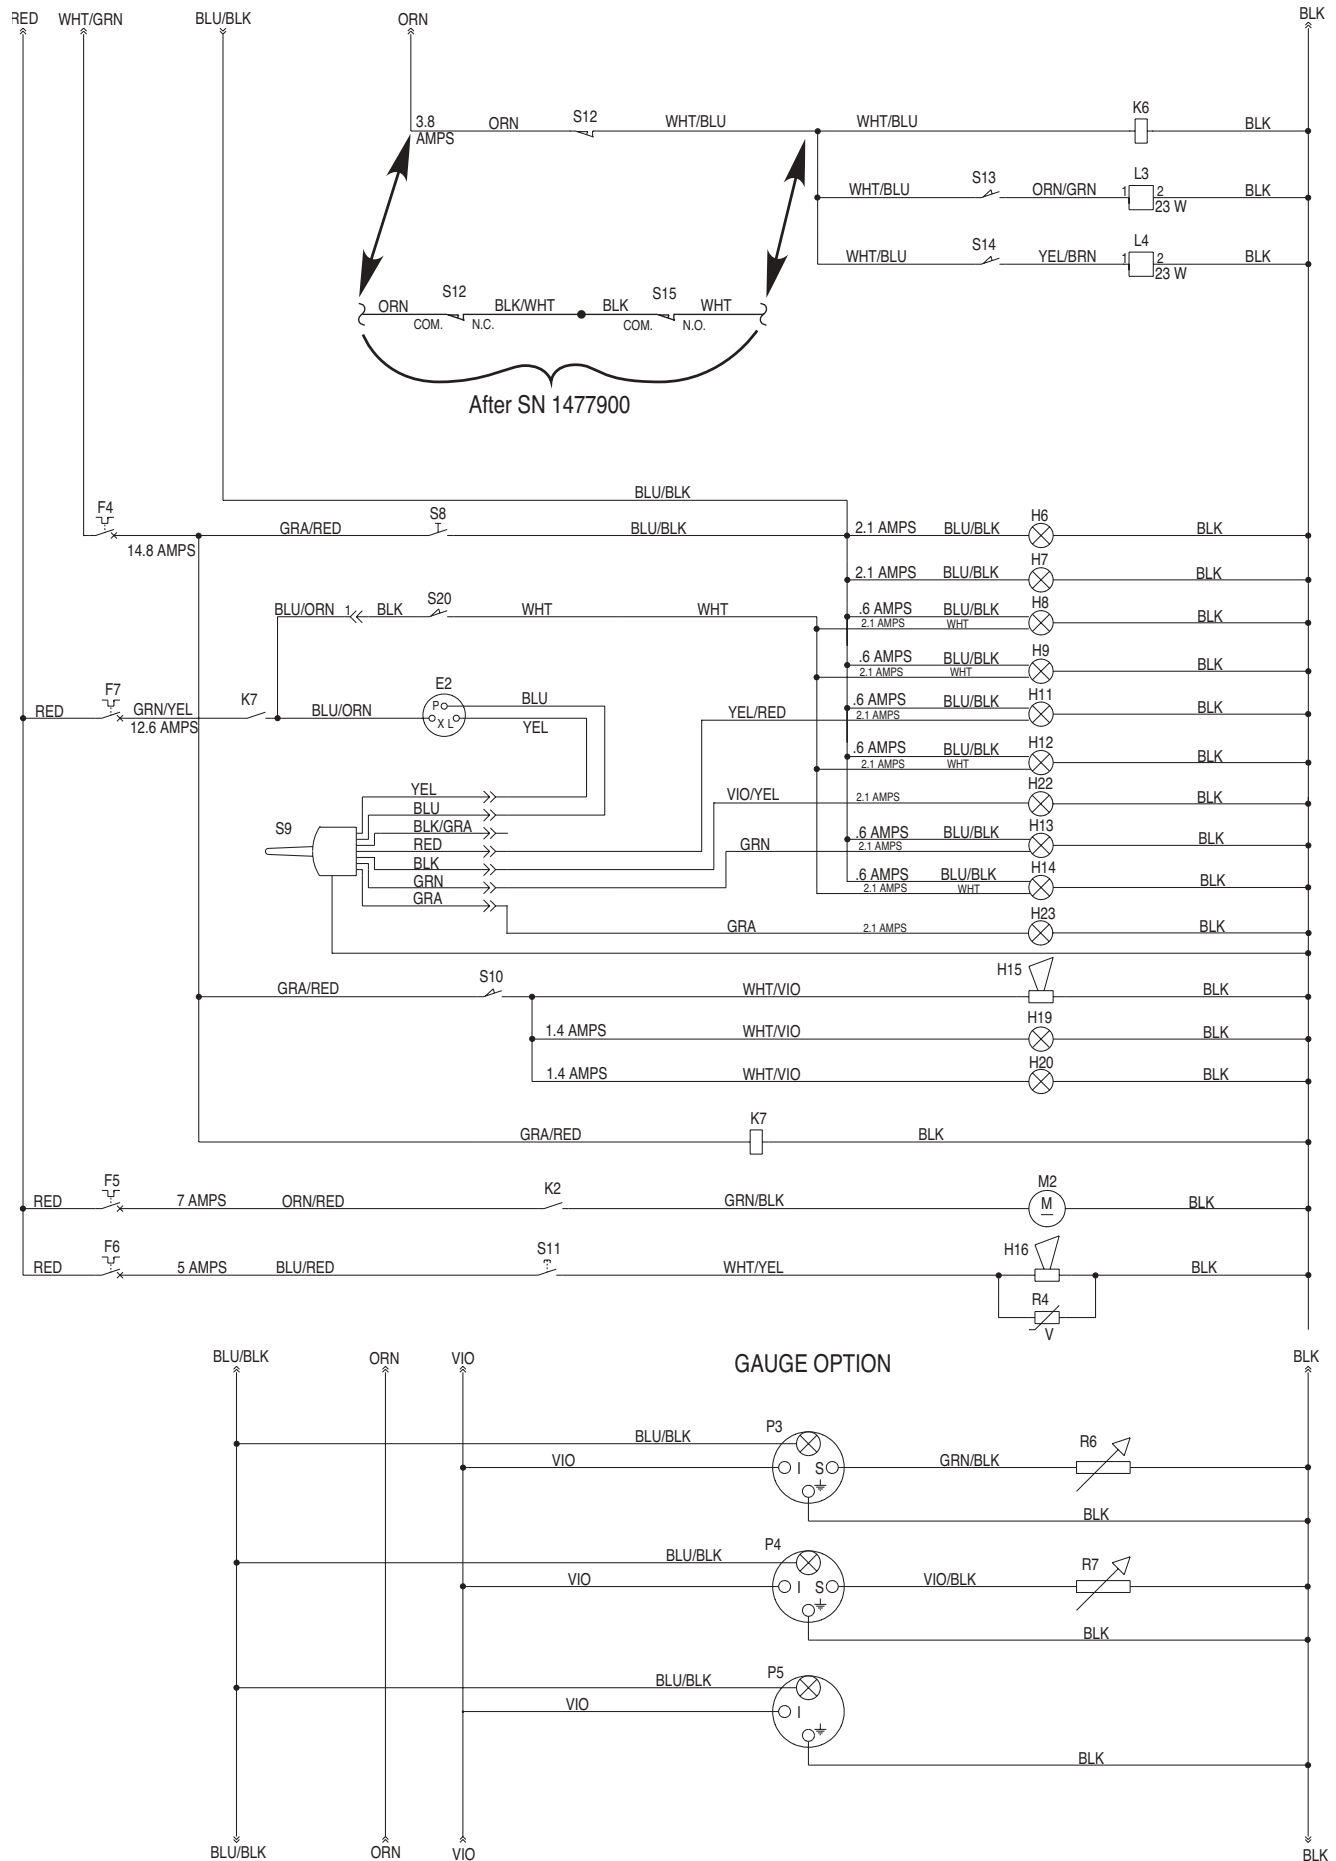 RED WHT/GRN BLU/BLK ORN BLK
3.8 AMPS ORN S12 WHT/BLU WHT/BLU K6 BLK
WHT/BLU S13 ORN/GRN 1 L3 2 23 W BLK
WHT/BLU S14 YEL/BRN 1 L4 2 23 W BLK
ORN S12 BLK/WHT BLK S15 WHT
COM. N.C. COM. N.O.
After SN 1477900
BLU/BLK
F4 14.8 AMPS GRA/RED S8 BLU/BLK 2.1 AMPS BLU/BLK H6 BLK
2.1 AMPS BLU/BLK H7 BLK
BLU/ORN 1 BLK S20 WHT WHT .6 AMPS BLU/BLK H8 BLK
2.1 AMPS WHT
.6 AMPS BLU/BLK H9 BLK
2.1 AMPS WHT
RED F7 GRN/YEL 12.6 AMPS K7 BLU/ORN E2 P X L BLU YEL
YEL/RED .6 AMPS BLU/BLK H11 BLK
2.1 AMPS
.6 AMPS BLU/BLK H12 BLK
2.1 AMPS WHT
S9
YEL
BLU
BLK/GRA
RED
BLK
GRN
GRA
VIO/YEL 2.1 AMPS H22 BLK
GRN .6 AMPS BLU/BLK H13 BLK
2.1 AMPS
.6 AMPS BLU/BLK H14 BLK
2.1 AMPS WHT
GRA 2.1 AMPS H23 BLK
GRA/RED S10 WHT/VIO H15 BLK
1.4 AMPS WHT/VIO H19 BLK
1.4 AMPS WHT/VIO H20 BLK
GRA/RED K7 BLK
RED F5 7 AMPS ORN/RED K2 GRN/BLK M2 M BLK
RED F6 5 AMPS BLU/RED S11 WHT/YEL H16 BLK
R4
V
BLU/BLK ORN VIO GAUGE OPTION BLK
BLU/BLK P3 R6
VIO I S GRN/BLK
BLK
BLU/BLK P4 R7
VIO I S VIO/BLK
BLK
BLU/BLK P5
VIO I
BLK
BLU/BLK ORN VIO BLK